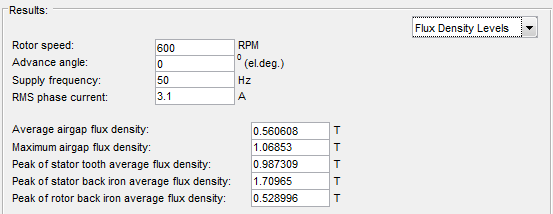 Results:
Flux Density Levels
Rotor speed: 600 RPM
Advance angle: 0 0 (el.deg.)
Supply frequency: 50 Hz
RMS phase current: 3.1 A
Average airgap flux density: 0.560608 T
Maximum airgap flux density: 1.06853 T
Peak of stator tooth average flux density: 0.987309 T
Peak of stator back iron average flux density: 1.70965 T
Peak of rotor back iron average flux density: 0.528996 T